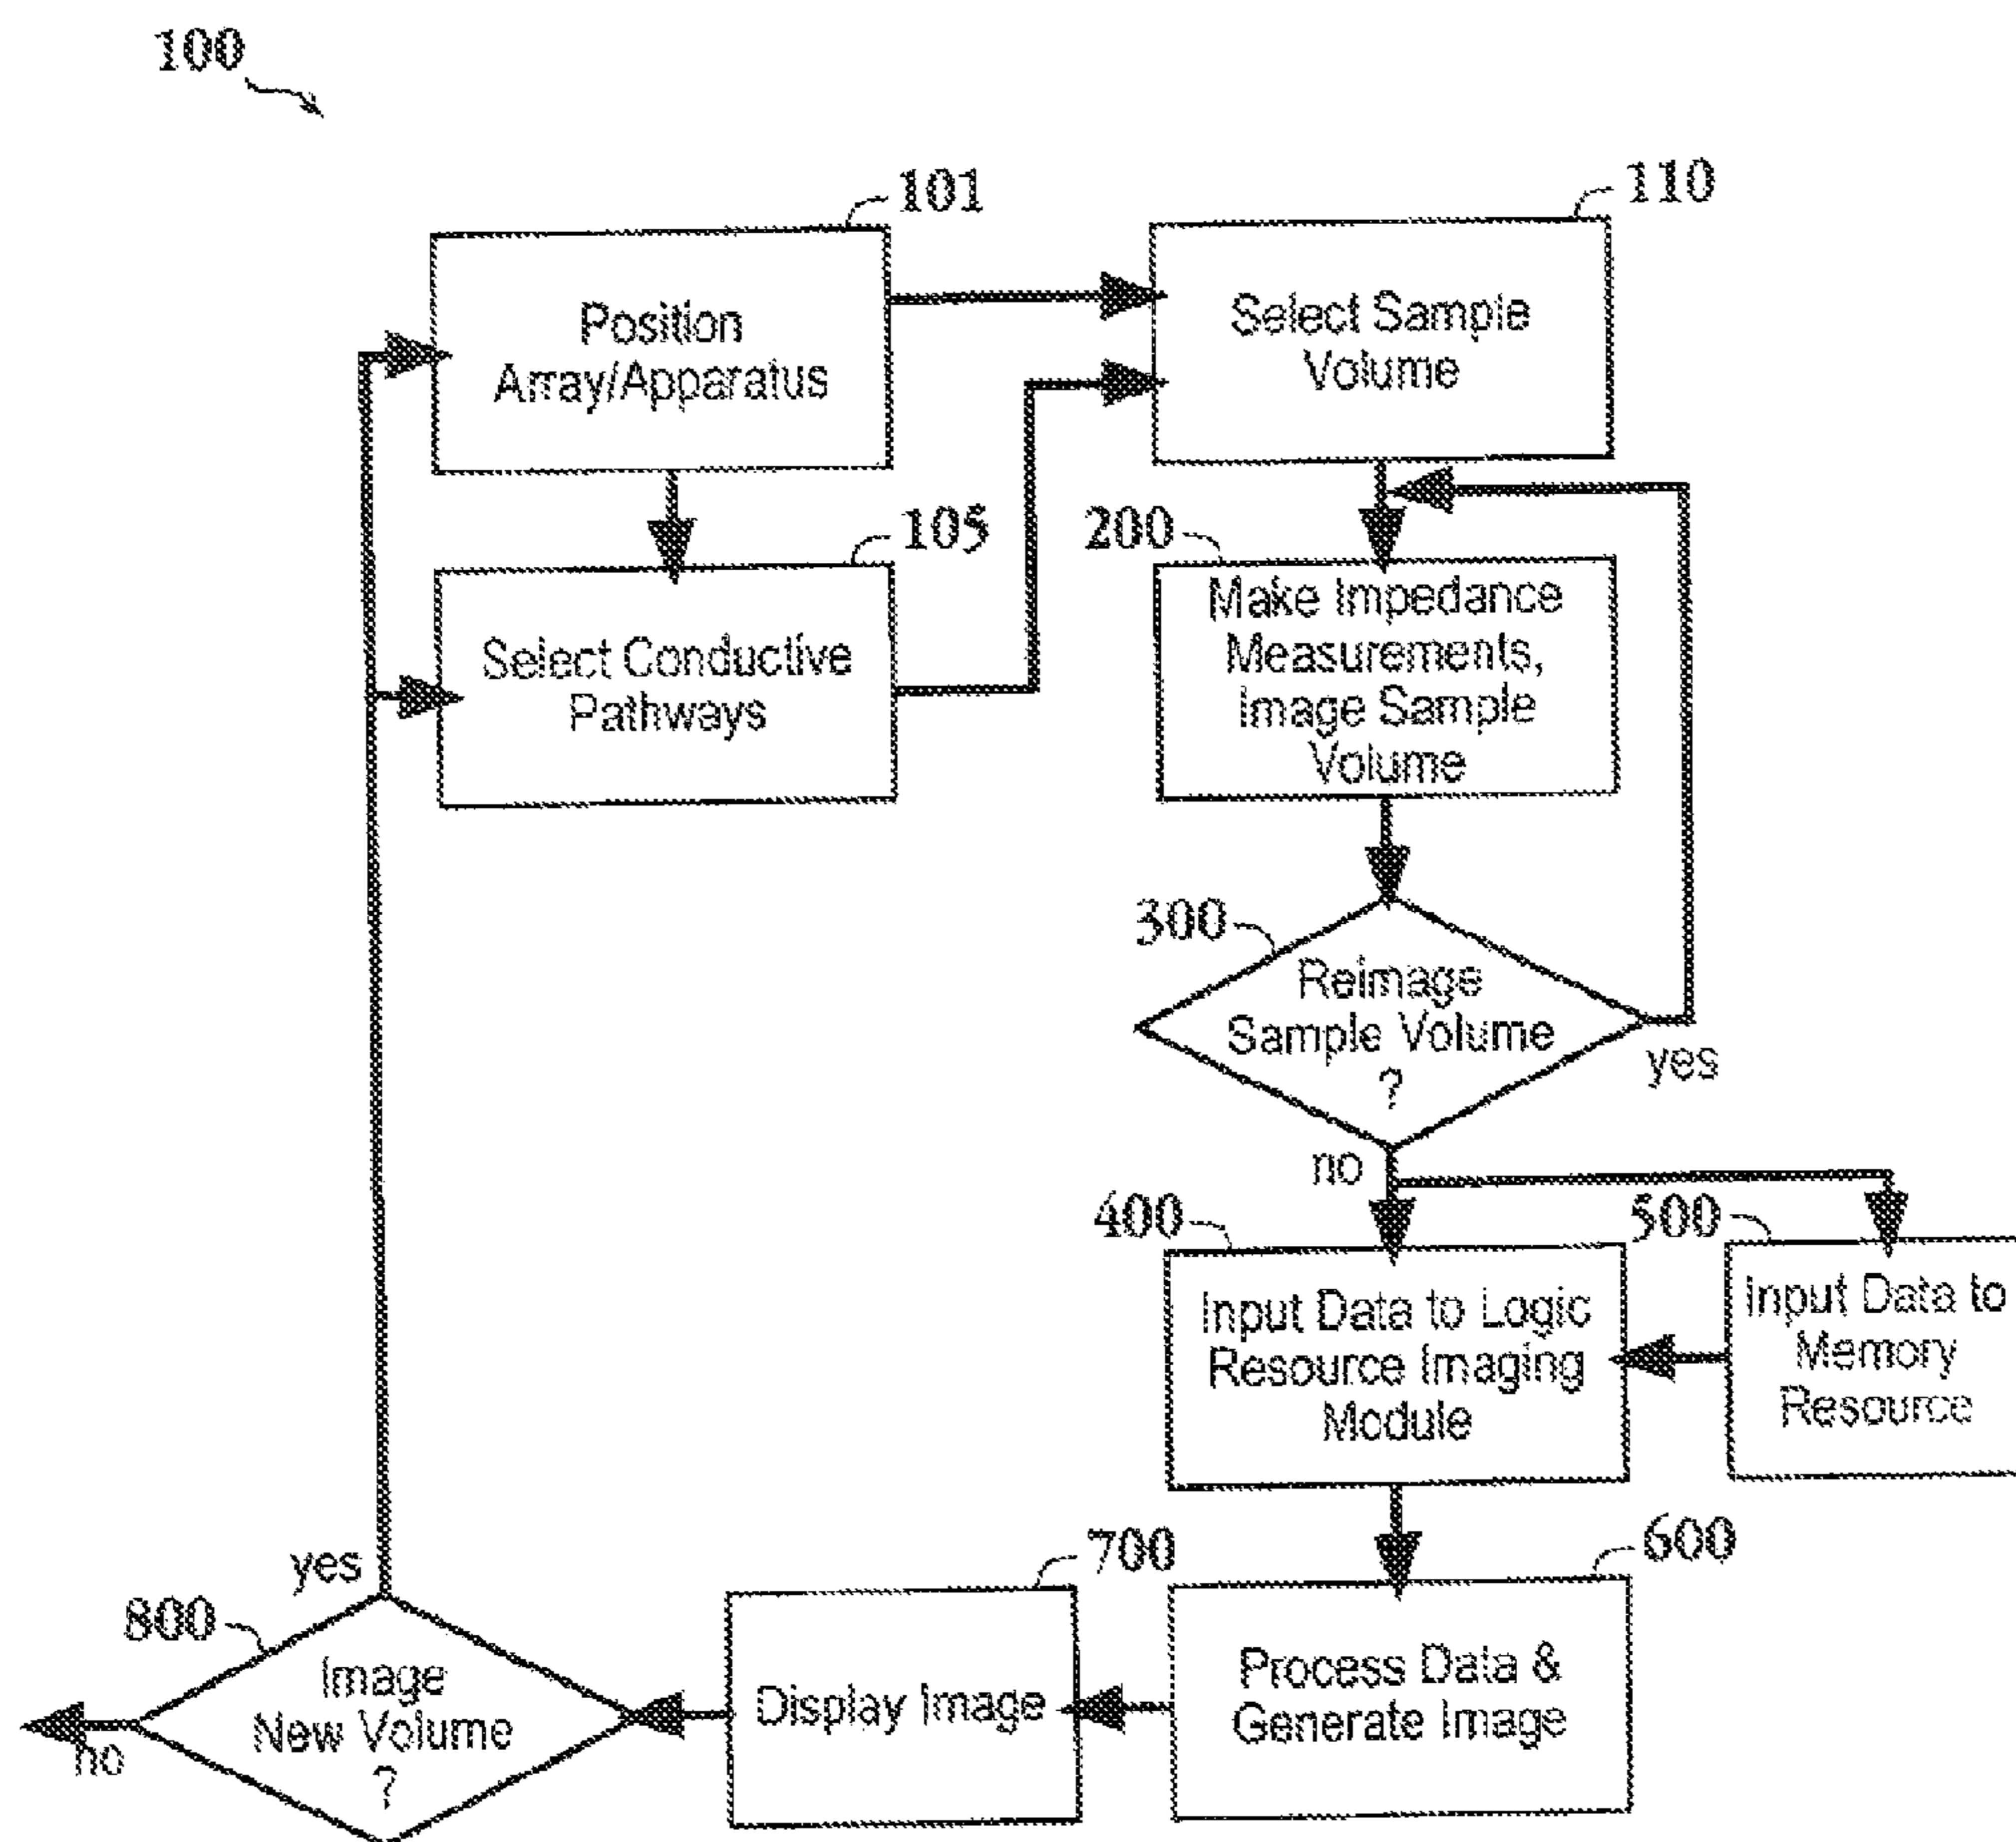 100
101
Position
Array/Apparatus
110
Select Sample
Volume
105
Select Conductive
Pathways
200
Make Impedance
Measurements,
Image Sample
Volume
300
Reimage
Sample Volume
?
yes
no
400
Input Data to Logic
Resource Imaging
Module
500
Input Data to
Memory
Resource
600
Process Data &
Generate Image
700
Display Image
800
Image
New Volume
?
yes
no